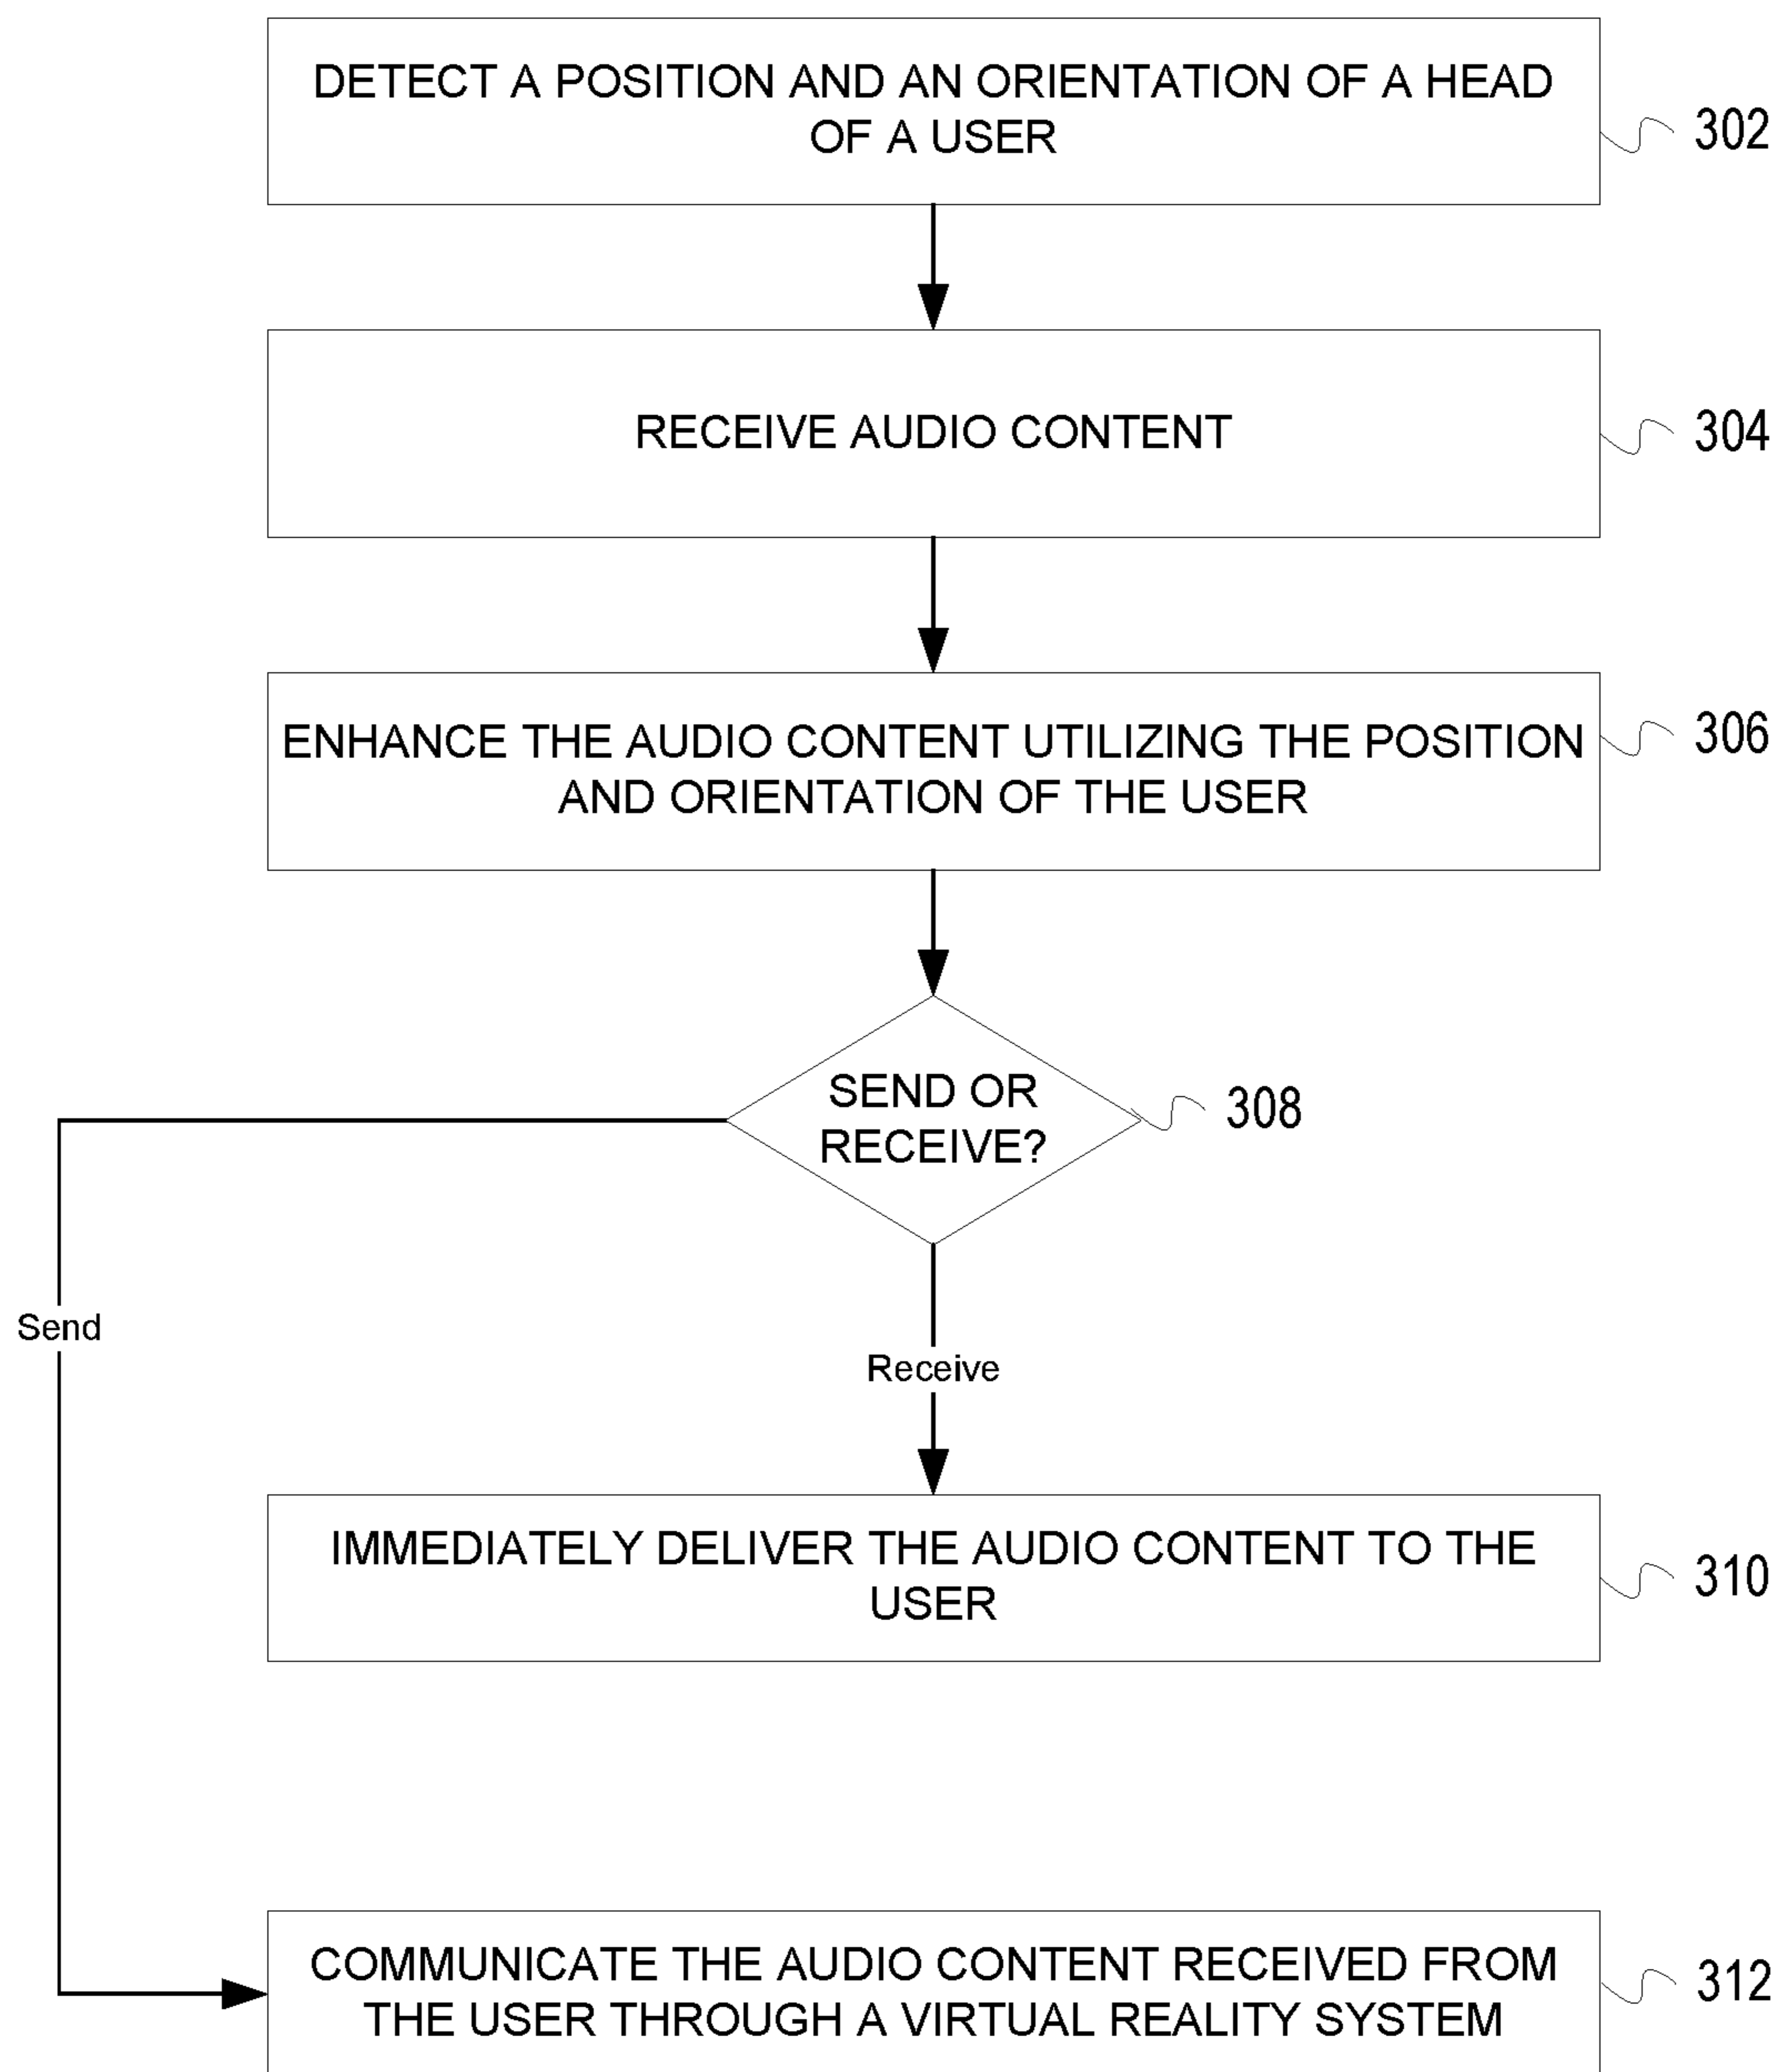 DETECT A POSITION AND AN ORIENTATION OF A HEAD
OF A USER
302
RECEIVE AUDIO CONTENT
304
ENHANCE THE AUDIO CONTENT UTILIZING THE POSITION
AND ORIENTATION OF THE USER
306
SEND OR
RECEIVE?
308
Send
Receive
IMMEDIATELY DELIVER THE AUDIO CONTENT TO THE
USER
310
COMMUNICATE THE AUDIO CONTENT RECEIVED FROM
THE USER THROUGH A VIRTUAL REALITY SYSTEM
312